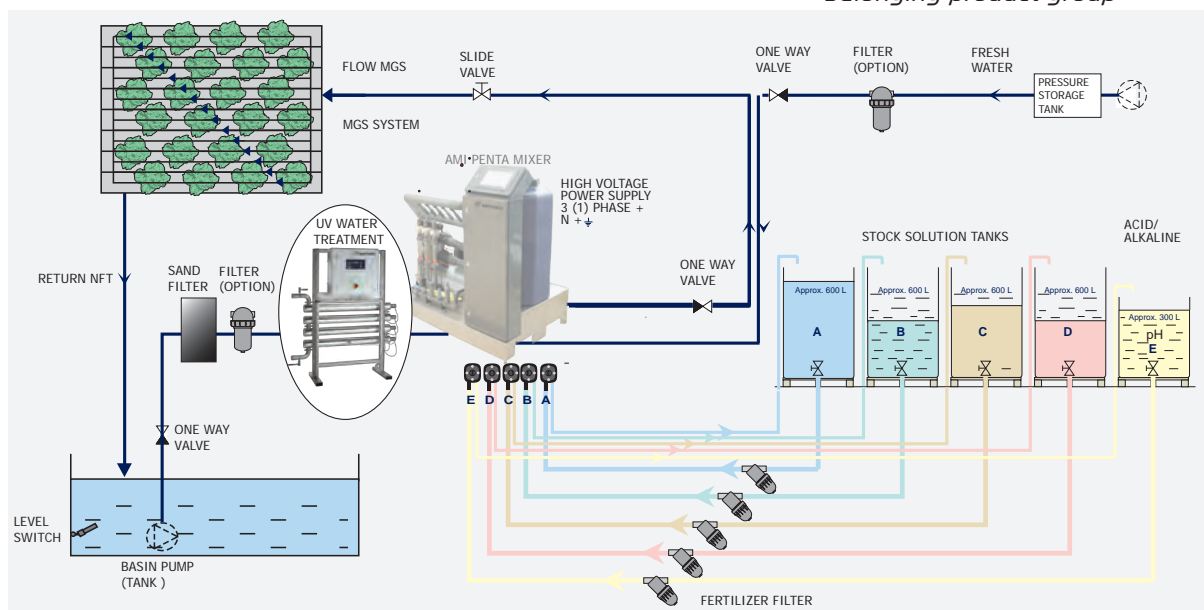 Belonging product group
SLIDE
VALVE
ONE WAY
VALVE
FILTER
(OPTION)
FRESH
WATER
PRESSURE
STORAGE
TANK
FLOW MGS
MGS SYSTEM
AMI PENTA MIXER
HIGH VOLTAGE
POWER SUPPLY
3 (1) PHASE +
N +
UV WATER
TREATMENT
RETURN NFT
SAND
FILTER
FILTER
(OPTION)
ONE WAY
VALVE
STOCK SOLUTION TANKS
ACID/
ALKALINE
Approx. 600 L
Approx. 600 L
Approx. 600 L
Approx. 600 L
Approx. 300 L
A
B
C
D
pH
E
E D C B A
ONE WAY
VALVE
LEVEL
SWITCH
BASIN PUMP
(TANK )
FERTILIZER FILTER